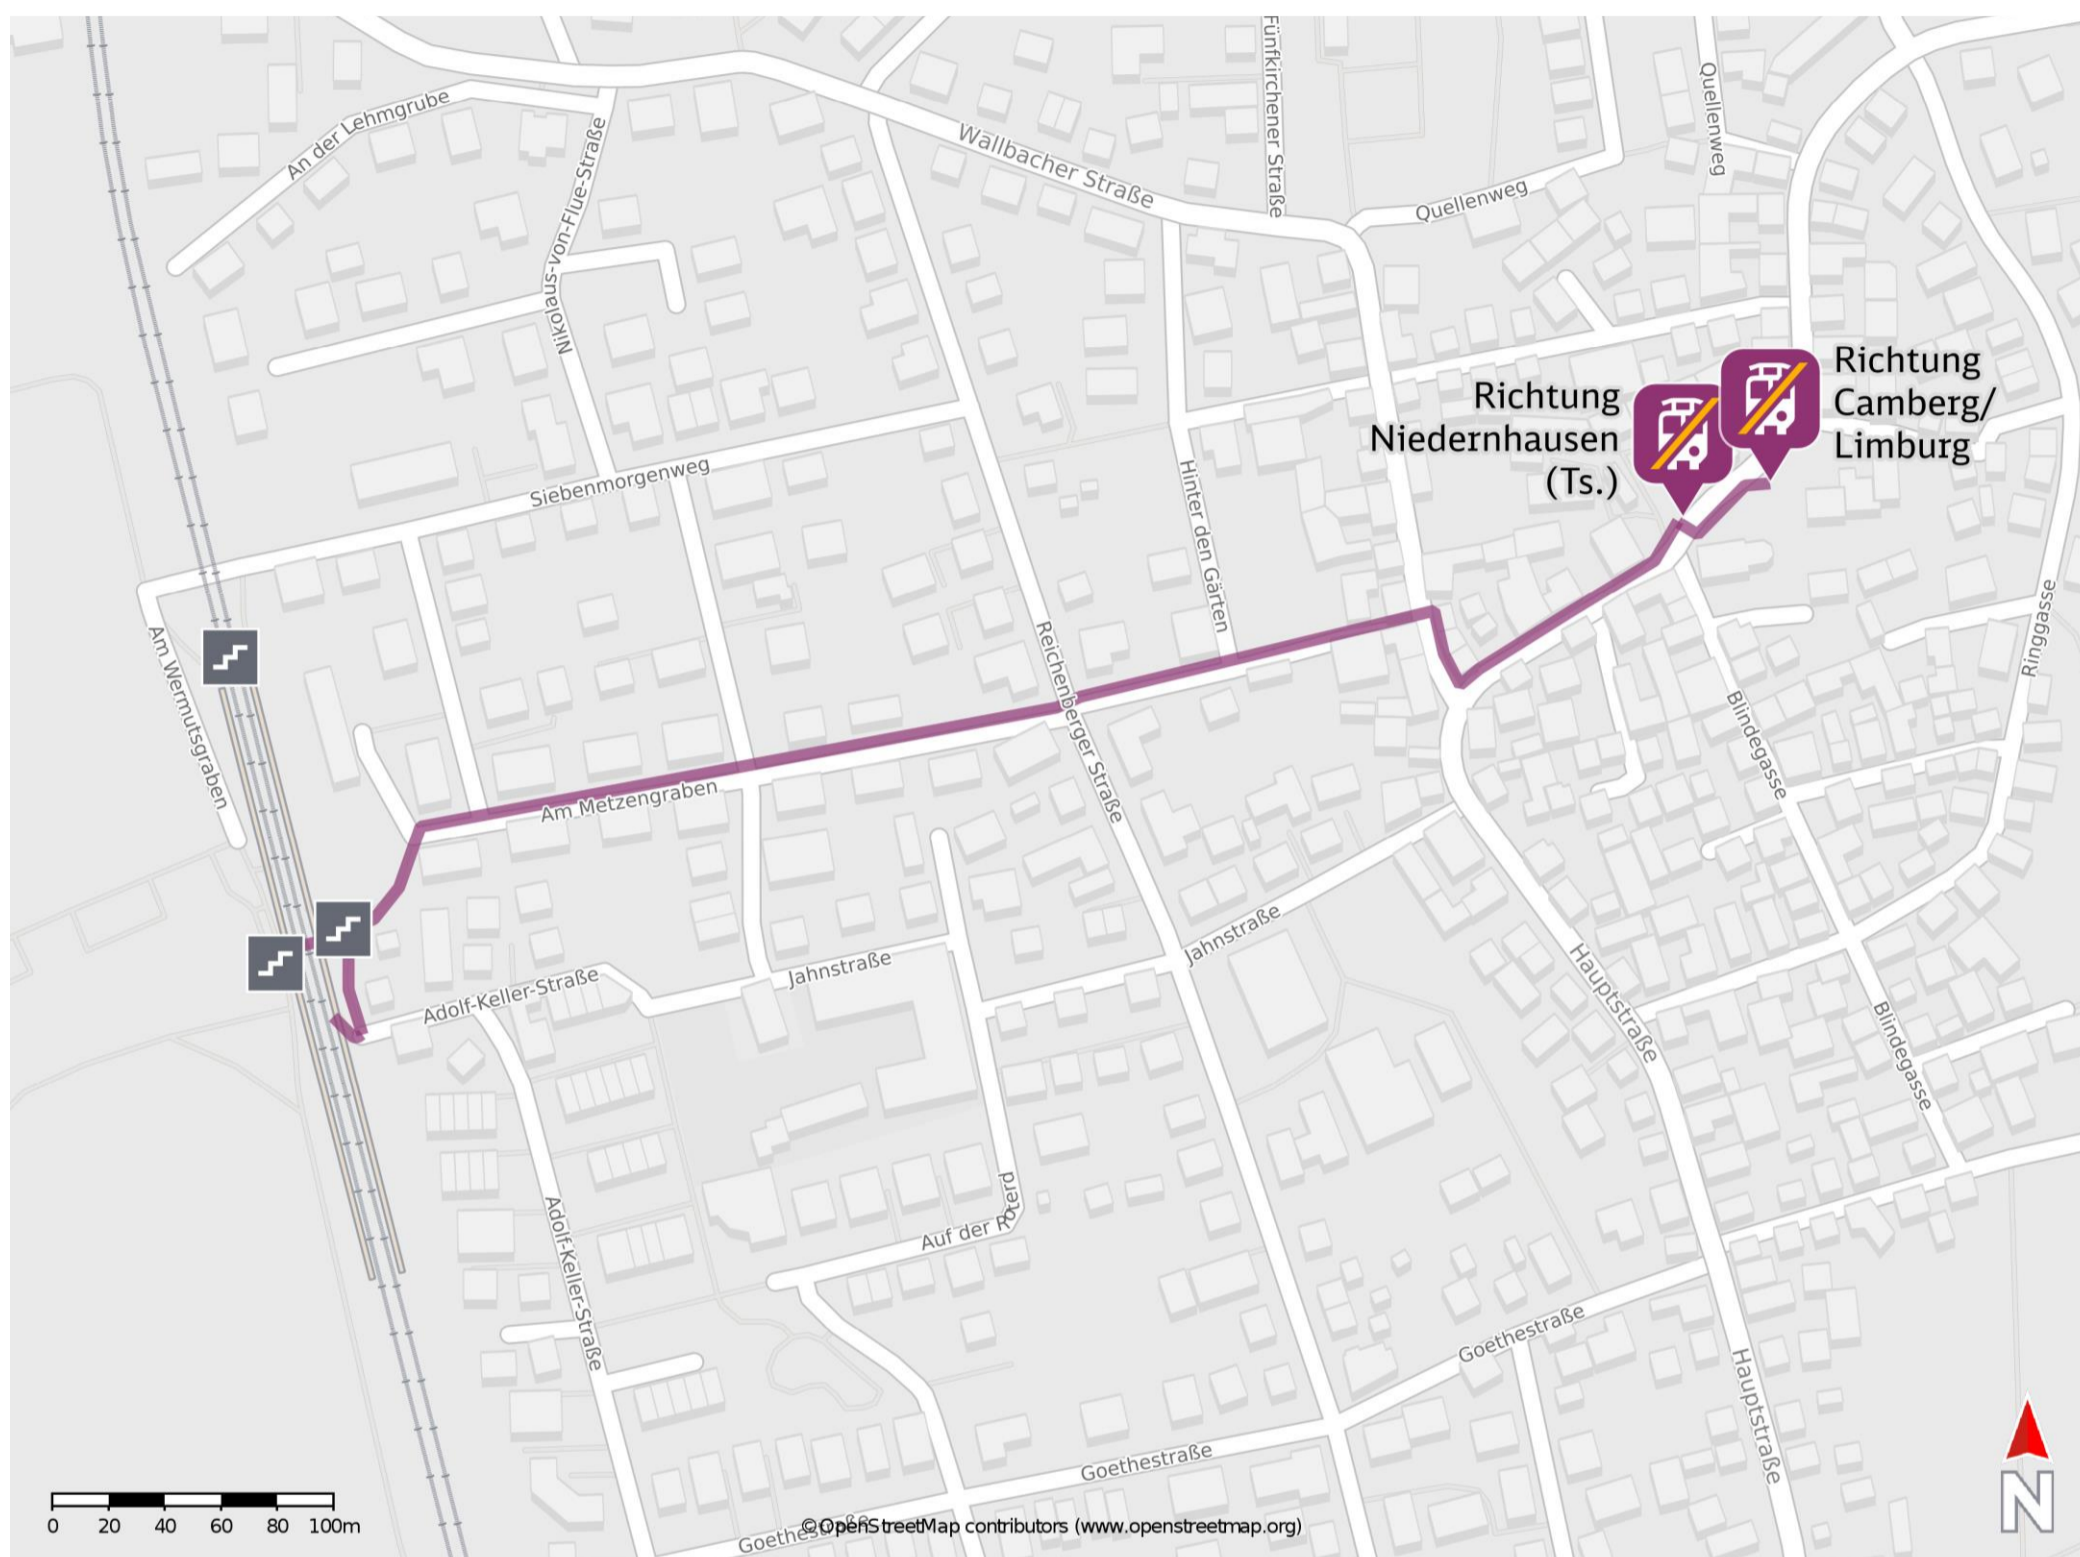 Fünfkirchener Straße
Quellenweg
An der Lehmgrube
Nikolaus-von-Flue-Straße
Wallbacher Straße
Quellenweg
Richtung
Niedernhausen
(Ts.)
Richtung
Camberg/
Limburg
Siebenmorgenweg
Hinter den Gärten
Am Wermutsgraben
Reichenberger Straße
Ringgasse
Blindegasse
Am Metzengraben
Jahnstraße
Jahnstraße
Adolf-Keller-Straße
Hauptstraße
Blindegasse
Auf der Roterd
Adolf-Keller-Straße
Goethestraße
Hauptstraße
Goethestraße
Goethestraße
0 20 40 60 80 100m
© OpenStreetMap contributors (www.openstreetmap.org)
N